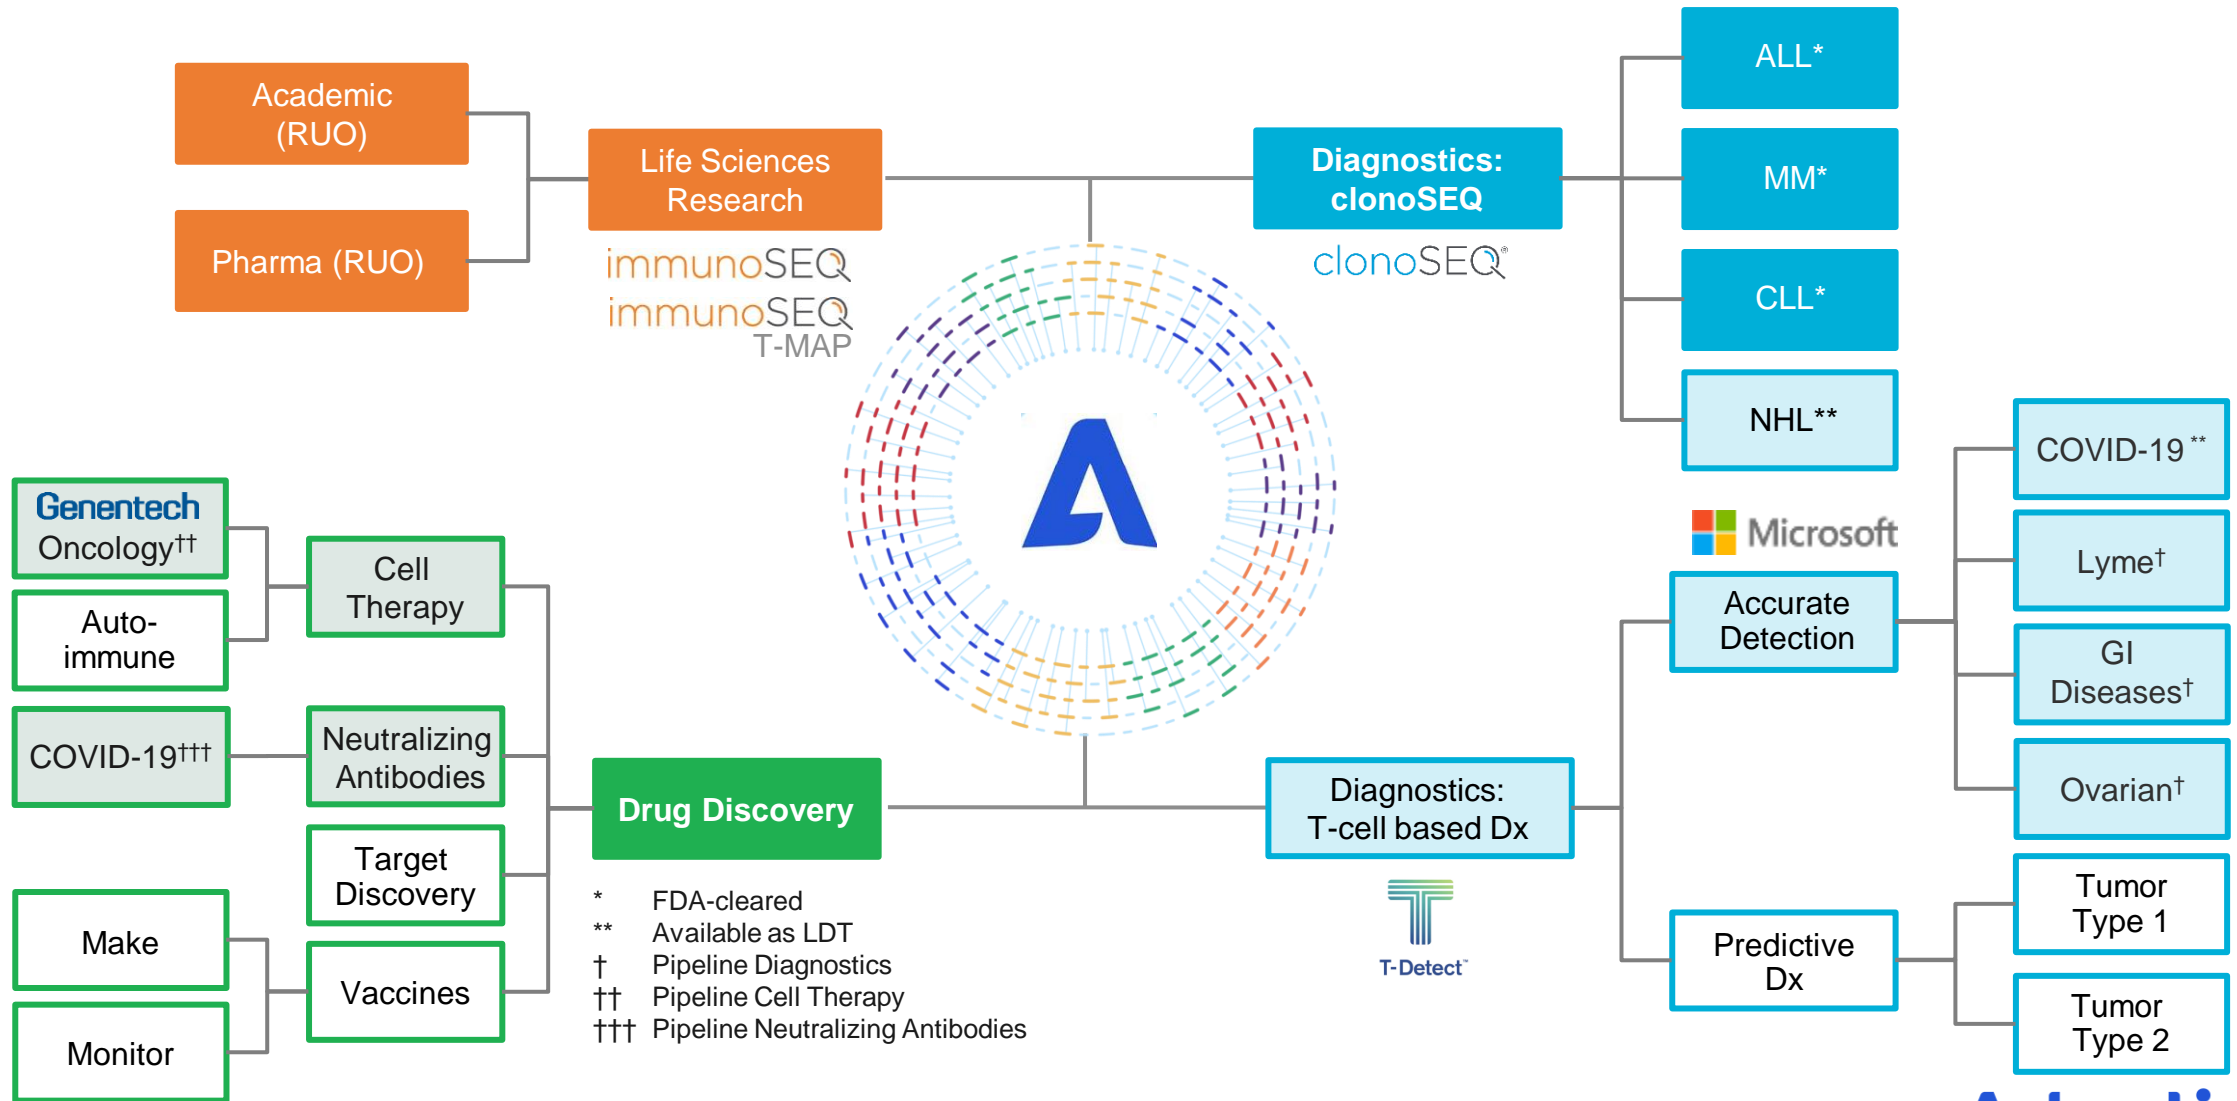 Academic
(RUO)
Pharma (RUO)
Life Sciences
Research
immunoSEQ
immunoSEQ
T-MAP
Diagnostics:
clonoSEQ
clonoSEQ®
ALL*
MM*
CLL*
NHL**
Genentech
Oncology††
Auto-
immune
Cell
Therapy
COVID-19†††
Neutralizing
Antibodies
Target
Discovery
Make
Monitor
Vaccines
Drug Discovery
* FDA-cleared
** Available as LDT
† Pipeline Diagnostics
†† Pipeline Cell Therapy
††† Pipeline Neutralizing Antibodies
Diagnostics:
T-cell based Dx
T-Detect™
Microsoft
Accurate
Detection
COVID-19 **
Lyme†
GI
Diseases†
Ovarian†
Predictive
Dx
Tumor
Type 1
Tumor
Type 2